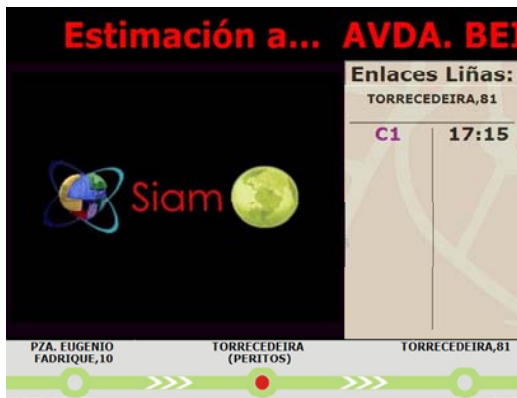 Estimación a... AVDA. BEI
Enlaces Liñas:
TORRECEDEIRA,81
C1 17:15
Siam
PZA. EUGENIO
FADRIQUE,10
TORRECEDEIRA
(PERITOS)
TORRECEDEIRA,81